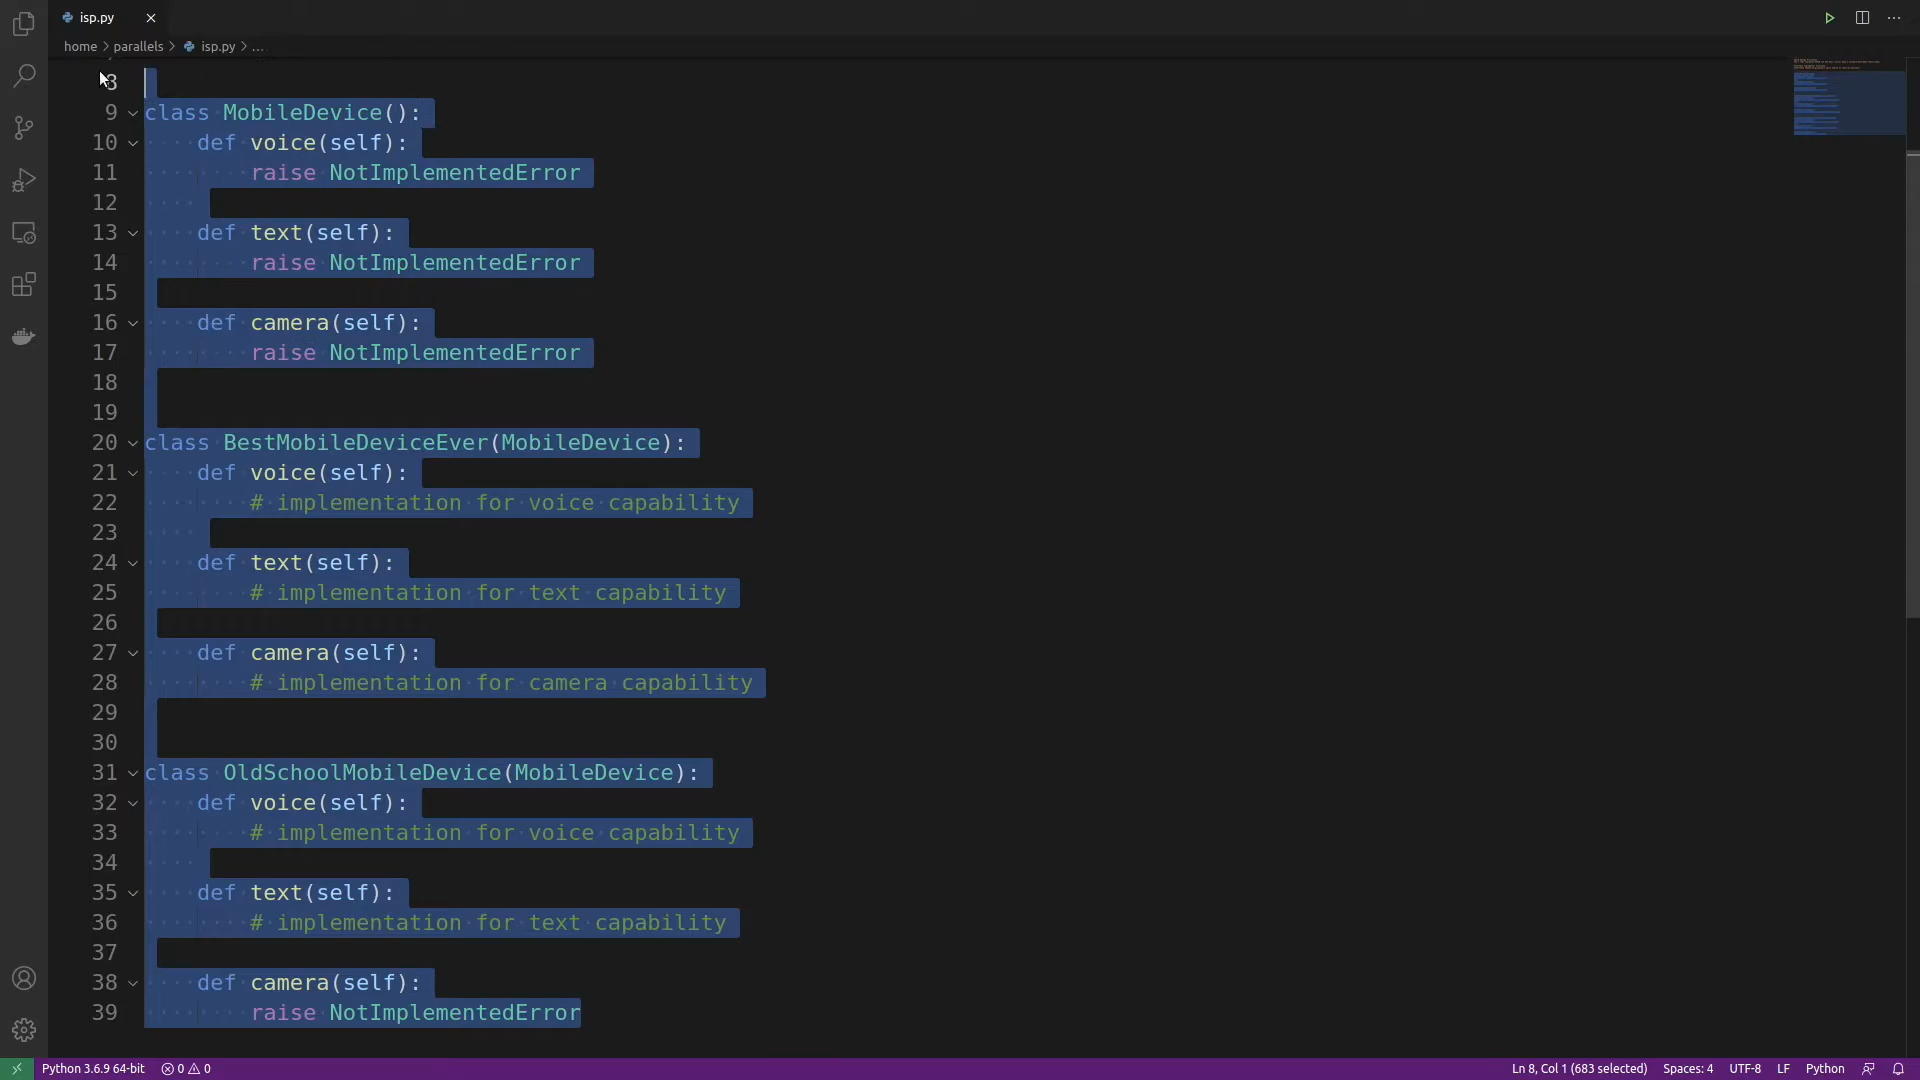 isp.py
home parallels isp.py ...
8
9 class MobileDevice():
10 def voice(self):
11 raise NotImplementedError
12
13 def text(self):
14 raise NotImplementedError
15
16 def camera(self):
17 raise NotImplementedError
18
19
20 class BestMobileDeviceEver(MobileDevice):
21 def voice(self):
22 # implementation for voice capability
23
24 def text(self):
25 # implementation for text capability
26
27 def camera(self):
28 # implementation for camera capability
29
30
31 class OldSchoolMobileDevice(MobileDevice):
32 def voice(self):
33 # implementation for voice capability
34
35 def text(self):
36 # implementation for text capability
37
38 def camera(self):
39 raise NotImplementedError
Python 3.6.9 64-bit 0 0 Ln 8, Col 1 (683 selected) Spaces: 4 UTF-8 LF Python